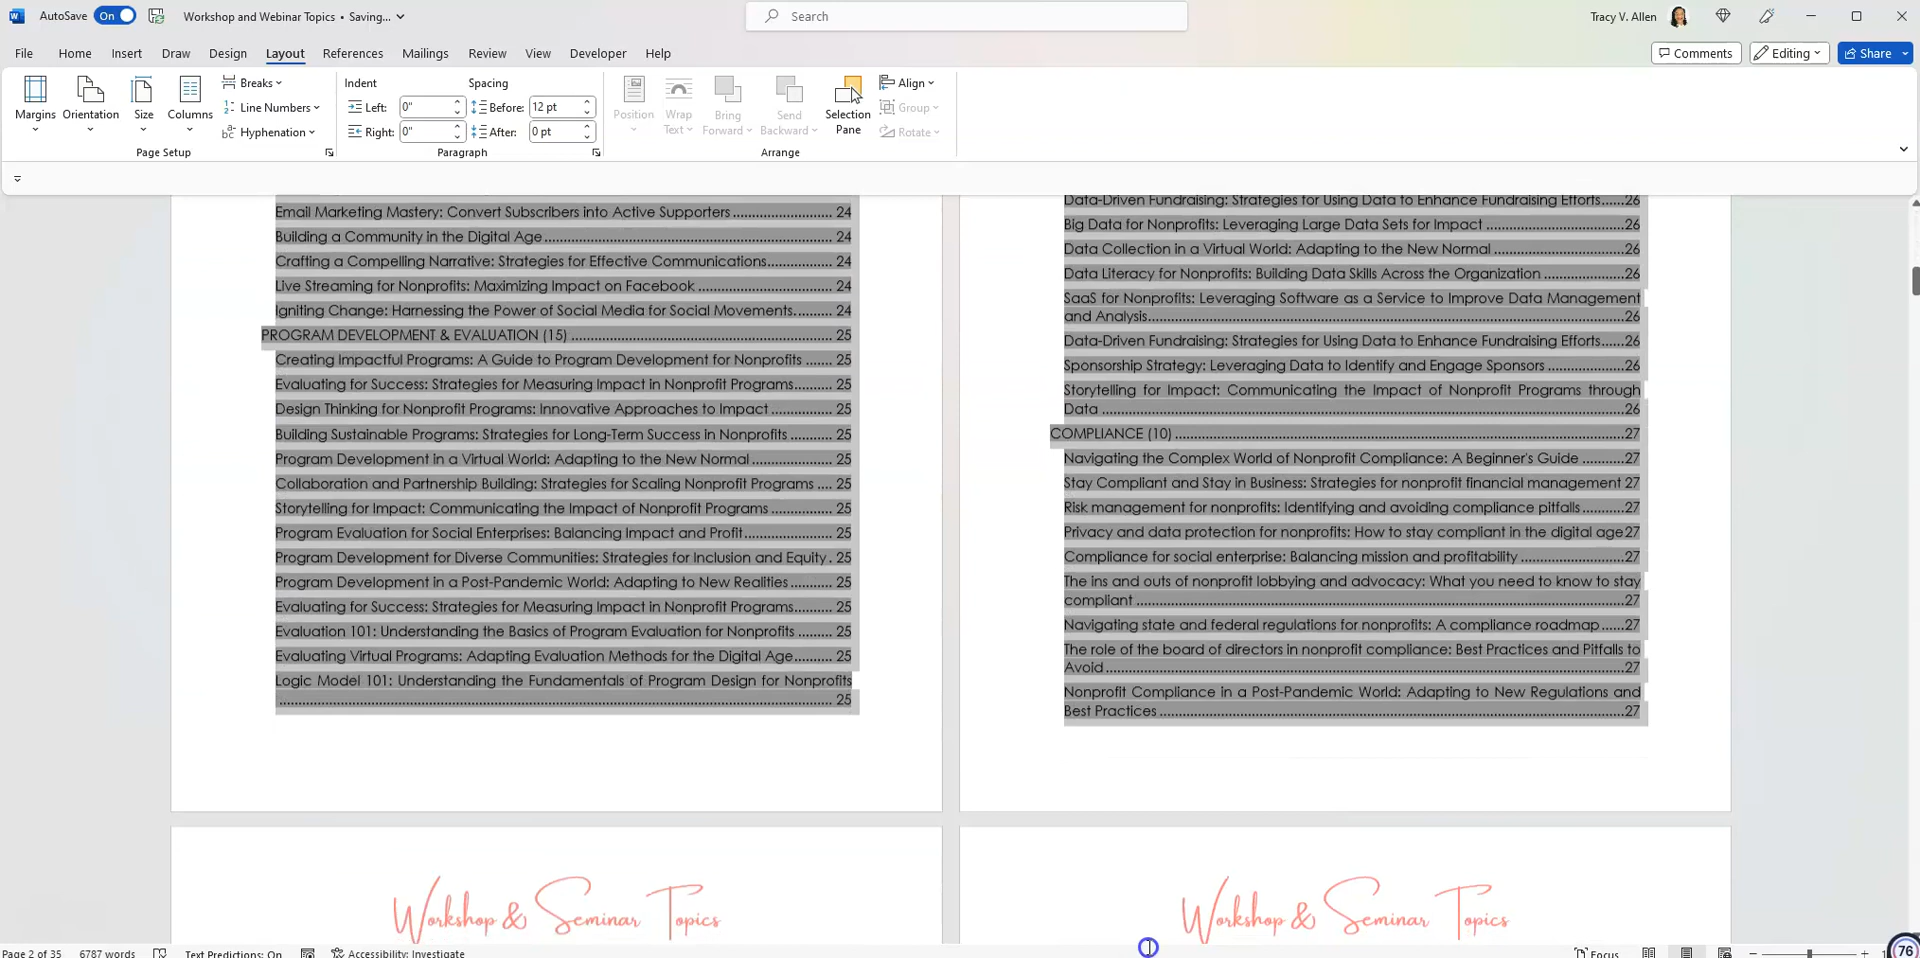 AutoSave On Workshop and Webinar Topics • Saving... Search Tracy V. Allen
File Home Insert Draw Design Layout References Mailings Review View Developer Help Comments Editing Share
Margins Orientation Size Columns Breaks Line Numbers Hyphenation
Page Setup
Indent Spacing
Left: 0" Before: 12 pt
Right: 0" After: 0 pt
Paragraph
Position Wrap Text Bring Forward Send Backward Selection Pane Align Group Rotate
Arrange
Email Marketing Mastery: Convert Subscribers into Active Supporters 24
Building a Community in the Digital Age 24
Crafting a Compelling Narrative: Strategies for Effective Communications 24
Live Streaming for Nonprofits: Maximizing Impact on Facebook 24
Igniting Change: Harnessing the Power of Social Media for Social Movements. 24
PROGRAM DEVELOPMENT & EVALUATION (15) 25
Creating Impactful Programs: A Guide to Program Development for Nonprofits 25
Evaluating for Success: Strategies for Measuring Impact in Nonprofit Programs 25
Design Thinking for Nonprofit Programs: Innovative Approaches to Impact 25
Building Sustainable Programs: Strategies for Long-Term Success in Nonprofits 25
Program Development in a Virtual World: Adapting to the New Normal 25
Collaboration and Partnership Building: Strategies for Scaling Nonprofit Programs 25
Storytelling for Impact: Communicating the Impact of Nonprofit Programs 25
Program Evaluation for Social Enterprises: Balancing Impact and Profit 25
Program Development for Diverse Communities: Strategies for Inclusion and Equity 25
Program Development in a Post-Pandemic World: Adapting to New Realities 25
Evaluating for Success: Strategies for Measuring Impact in Nonprofit Programs 25
Evaluation 101: Understanding the Basics of Program Evaluation for Nonprofits 25
Evaluating Virtual Programs: Adapting Evaluation Methods for the Digital Age 25
Logic Model 101: Understanding the Fundamentals of Program Design for Nonprofits
25
Data-Driven Fundraising: Strategies for Using Data to Enhance Fundraising Efforts 26
Big Data for Nonprofits: Leveraging Large Data Sets for Impact 26
Data Collection in a Virtual World: Adapting to the New Normal 26
Data Literacy for Nonprofits: Building Data Skills Across the Organization 26
SaaS for Nonprofits: Leveraging Software as a Service to Improve Data Management
and Analysis 26
Data-Driven Fundraising: Strategies for Using Data to Enhance Fundraising Efforts 26
Sponsorship Strategy: Leveraging Data to Identify and Engage Sponsors 26
Storytelling for Impact: Communicating the Impact of Nonprofit Programs through
Data 26
COMPLIANCE (10) 27
Navigating the Complex World of Nonprofit Compliance: A Beginner's Guide 27
Stay Compliant and Stay in Business: Strategies for nonprofit financial management 27
Risk management for nonprofits: Identifying and avoiding compliance pitfalls 27
Privacy and data protection for nonprofits: How to stay compliant in the digital age 27
Compliance for social enterprise: Balancing mission and profitability 27
The ins and outs of nonprofit lobbying and advocacy: What you need to know to stay
compliant 27
Navigating state and federal regulations for nonprofits: A compliance roadmap 27
The role of the board of directors in nonprofit compliance: Best Practices and Pitfalls to
Avoid 27
Nonprofit Compliance in a Post-Pandemic World: Adapting to New Regulations and
Best Practices 27
Workshop & Seminar Topics Workshop & Seminar Topics
Page 2 of 35 6787 words Text Predictions: On Accessibility: Investigate Focus 76